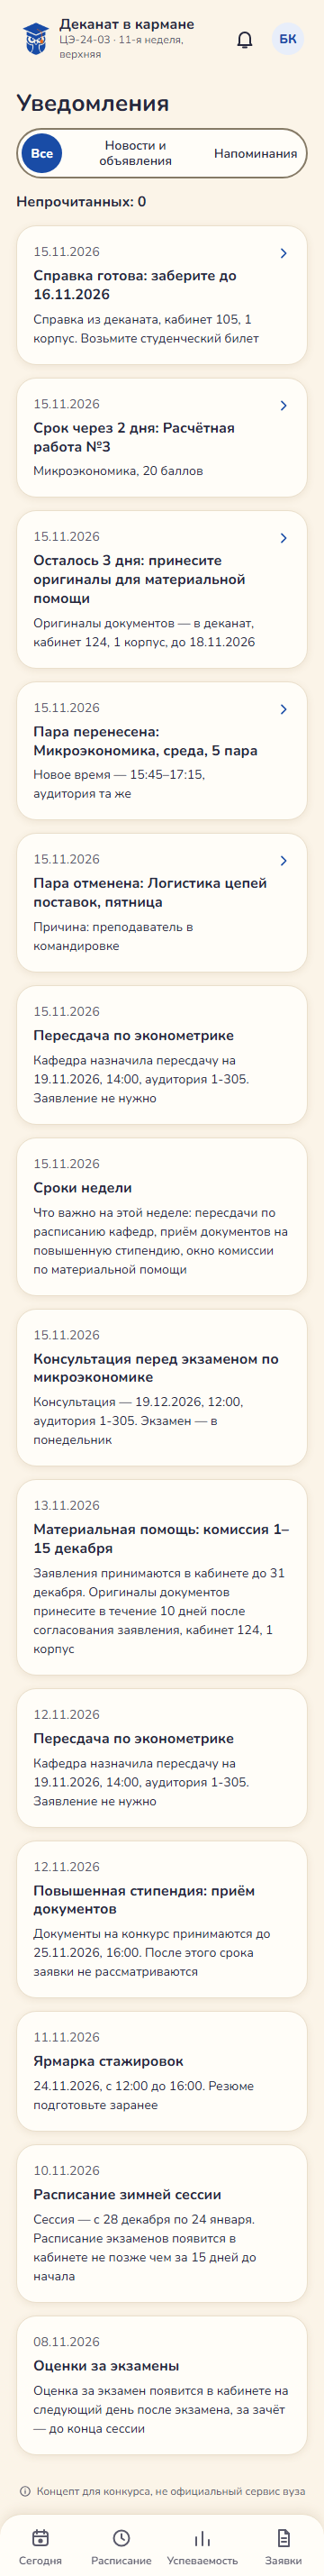 Деканат в кармане
ЦЭ-24-03 · 11-я неделя,
верхняя
БК
Уведомления
Все
Новости и
объявления
Напоминания
Непрочитанных: 0
15.11.2026
Справка готова: заберите до
16.11.2026
Справка из деканата, кабинет 105, 1
корпус. Возьмите студенческий билет
15.11.2026
Срок через 2 дня: Расчётная
работа №3
Микроэкономика, 20 баллов
15.11.2026
Осталось 3 дня: принесите
оригиналы для материальной
помощи
Оригиналы документов — в деканат,
кабинет 124, 1 корпус, до 18.11.2026
15.11.2026
Пара перенесена:
Микроэкономика, среда, 5 пара
Новое время — 15:45–17:15,
аудитория та же
15.11.2026
Пара отменена: Логистика цепей
поставок, пятница
Причина: преподаватель в
командировке
15.11.2026
Пересдача по эконометрике
Кафедра назначила пересдачу на
19.11.2026, 14:00, аудитория 1-305.
Заявление не нужно
15.11.2026
Сроки недели
Что важно на этой неделе: пересдачи по
расписанию кафедр, приём документов на
повышенную стипендию, окно комиссии
по материальной помощи
15.11.2026
Консультация перед экзаменом по
микроэкономике
Консультация — 19.12.2026, 12:00,
аудитория 1-305. Экзамен — в
понедельник
13.11.2026
Материальная помощь: комиссия 1–
15 декабря
Заявления принимаются в кабинете до 31
декабря. Оригиналы документов
принесите в течение 10 дней после
согласования заявления, кабинет 124, 1
корпус
12.11.2026
Пересдача по эконометрике
Кафедра назначила пересдачу на
19.11.2026, 14:00, аудитория 1-305.
Заявление не нужно
12.11.2026
Повышенная стипендия: приём
документов
Документы на конкурс принимаются до
25.11.2026, 16:00. После этого срока
заявки не рассматриваются
11.11.2026
Ярмарка стажировок
24.11.2026, с 12:00 до 16:00. Резюме
подготовьте заранее
10.11.2026
Расписание зимней сессии
Сессия — с 28 декабря по 24 января.
Расписание экзаменов появится в
кабинете не позже чем за 15 дней до
начала
08.11.2026
Оценки за экзамены
Оценка за экзамен появится в кабинете на
следующий день после экзамена, за зачёт
— до конца сессии
Концепт для конкурса, не официальный сервис вуза
Сегодня
Расписание
Успеваемость
Заявки